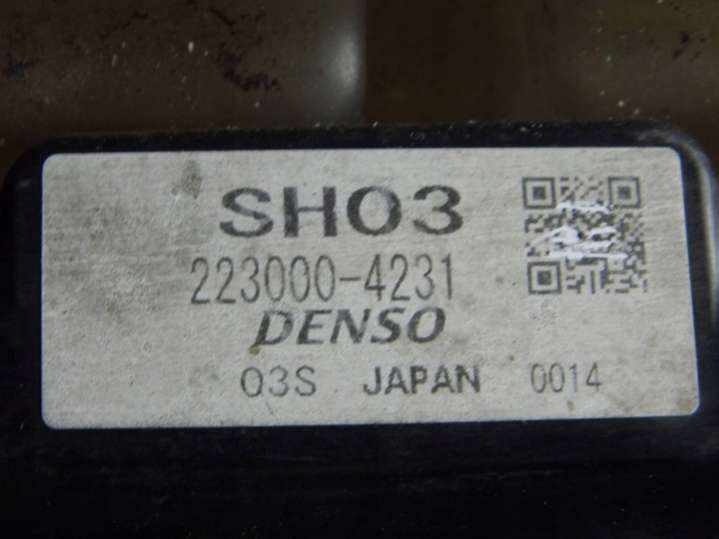 SH03
223000-4231
DENSO
03S JAPAN 0014